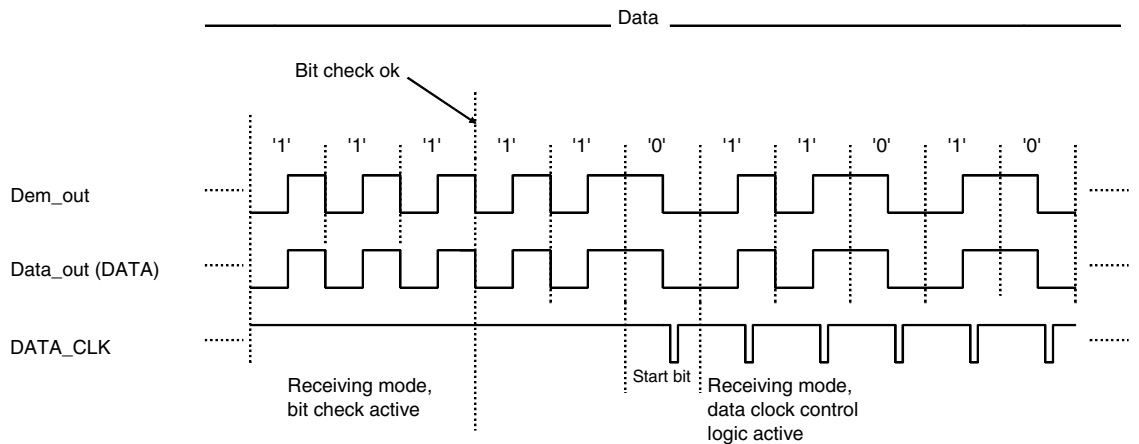 Data
Bit check ok
'1' '1' '1' '1' '1' '0' '1' '1' '0' '1' '0'
Dem_out
Data_out (DATA)
DATA_CLK
Start bit
Receiving mode,
bit check active
Receiving mode,
data clock control
logic active